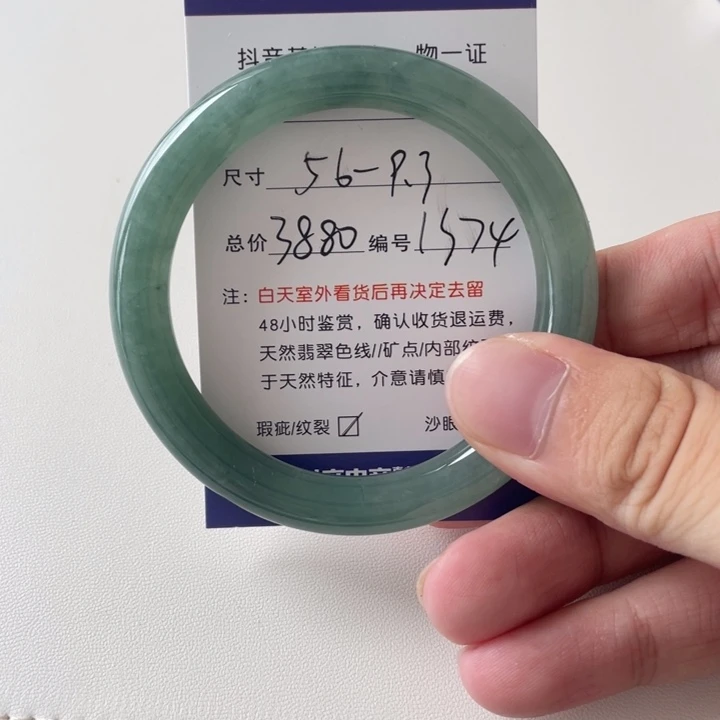 抖音基 物一证
尺寸 56-9.3
总价 3880 编号 1574
注：白天室外看货后再决定去留
48小时鉴赏，确认收货退运费，
天然翡翠色线//矿点/内部纹
于天然特征，介意请慎
瑕疵/纹裂 沙眼